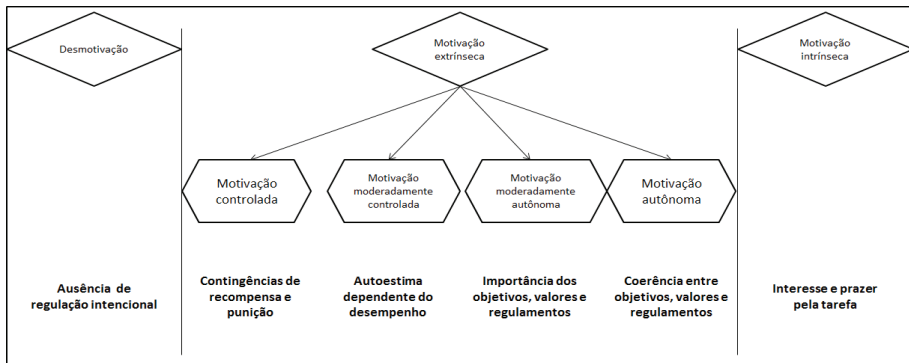 Desmotivação
Motivação
extrínseca
Motivação
intrínseca
Motivação
controlada
Motivação
moderadamente
controlada
Motivação
moderadamente
autônoma
Motivação
autônoma
Ausência de
regulação intencional
Contingências de
recompensa e
punição
Autoestima
dependente do
desempenho
Importância dos
objetivos, valores e
regulamentos
Coerência entre
objetivos, valores e
regulamentos
Interesse e prazer
pela tarefa